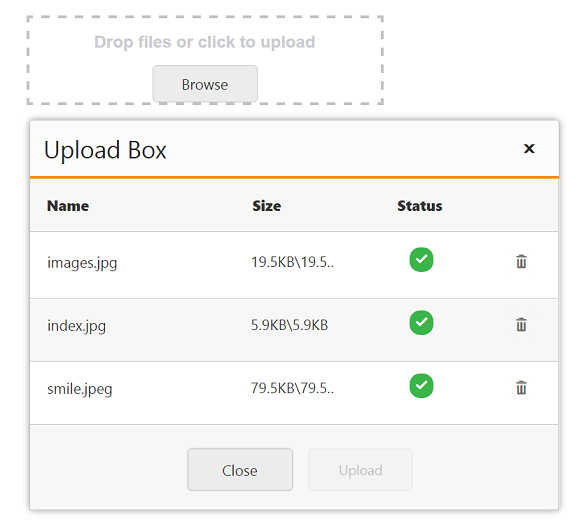 Drop files or click to upload
Browse
Upload Box
Name Size Status
images.jpg 19.5KB\19.5..
index.jpg 5.9KB\5.9KB
smile.jpeg 79.5KB\79.5..
Close Upload